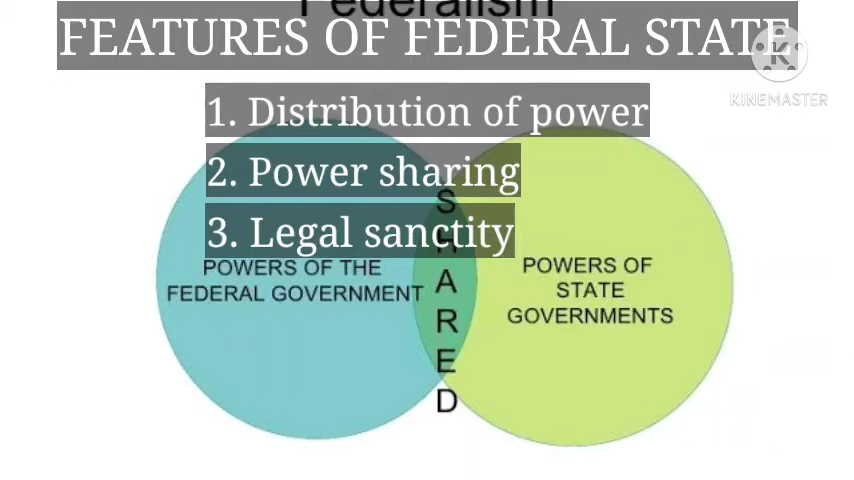 Federalism
FEATURES OF FEDERAL STATE
K
KINEMASTER
1. Distribution of power
2. Power sharing
3. Legal sanctity
POWERS OF THE
FEDERAL GOVERNMENT
S
H
A
R
E
D
POWERS OF
STATE
GOVERNMENTS